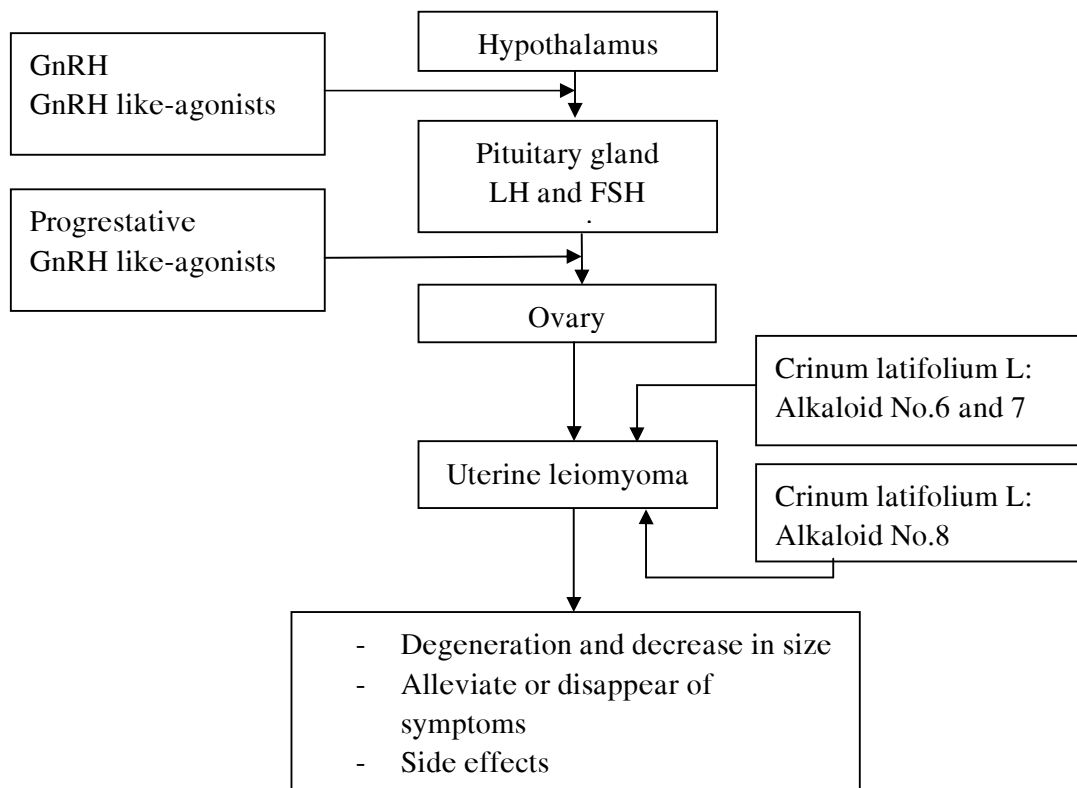 Hypothalamus
GnRH
GnRH like-agonists
Pituitary gland
LH and FSH
.
Progrestative
GnRH like-agonists
Ovary
Crinum latifolium L:
Alkaloid No.6 and 7
Uterine leiomyoma
Crinum latifolium L:
Alkaloid No.8
- Degeneration and decrease in size
- Alleviate or disappear of
symptoms
- Side effects